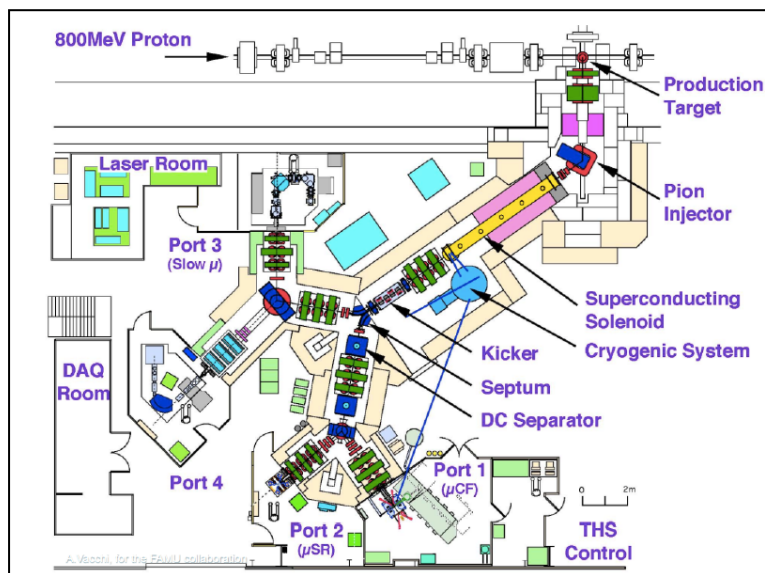 800MeV Proton
Production
Target
Laser Room
Pion
Injector
Port 3
(Slow μ)
Superconducting
Solenoid
Kicker
Cryogenic System
DAQ
Room
Septum
DC Separator
Port 4
Port 1
(μCF)
Port 2
(μSR)
0 2m
THS
Control
A.Vacchi, for the FAMU collaboration